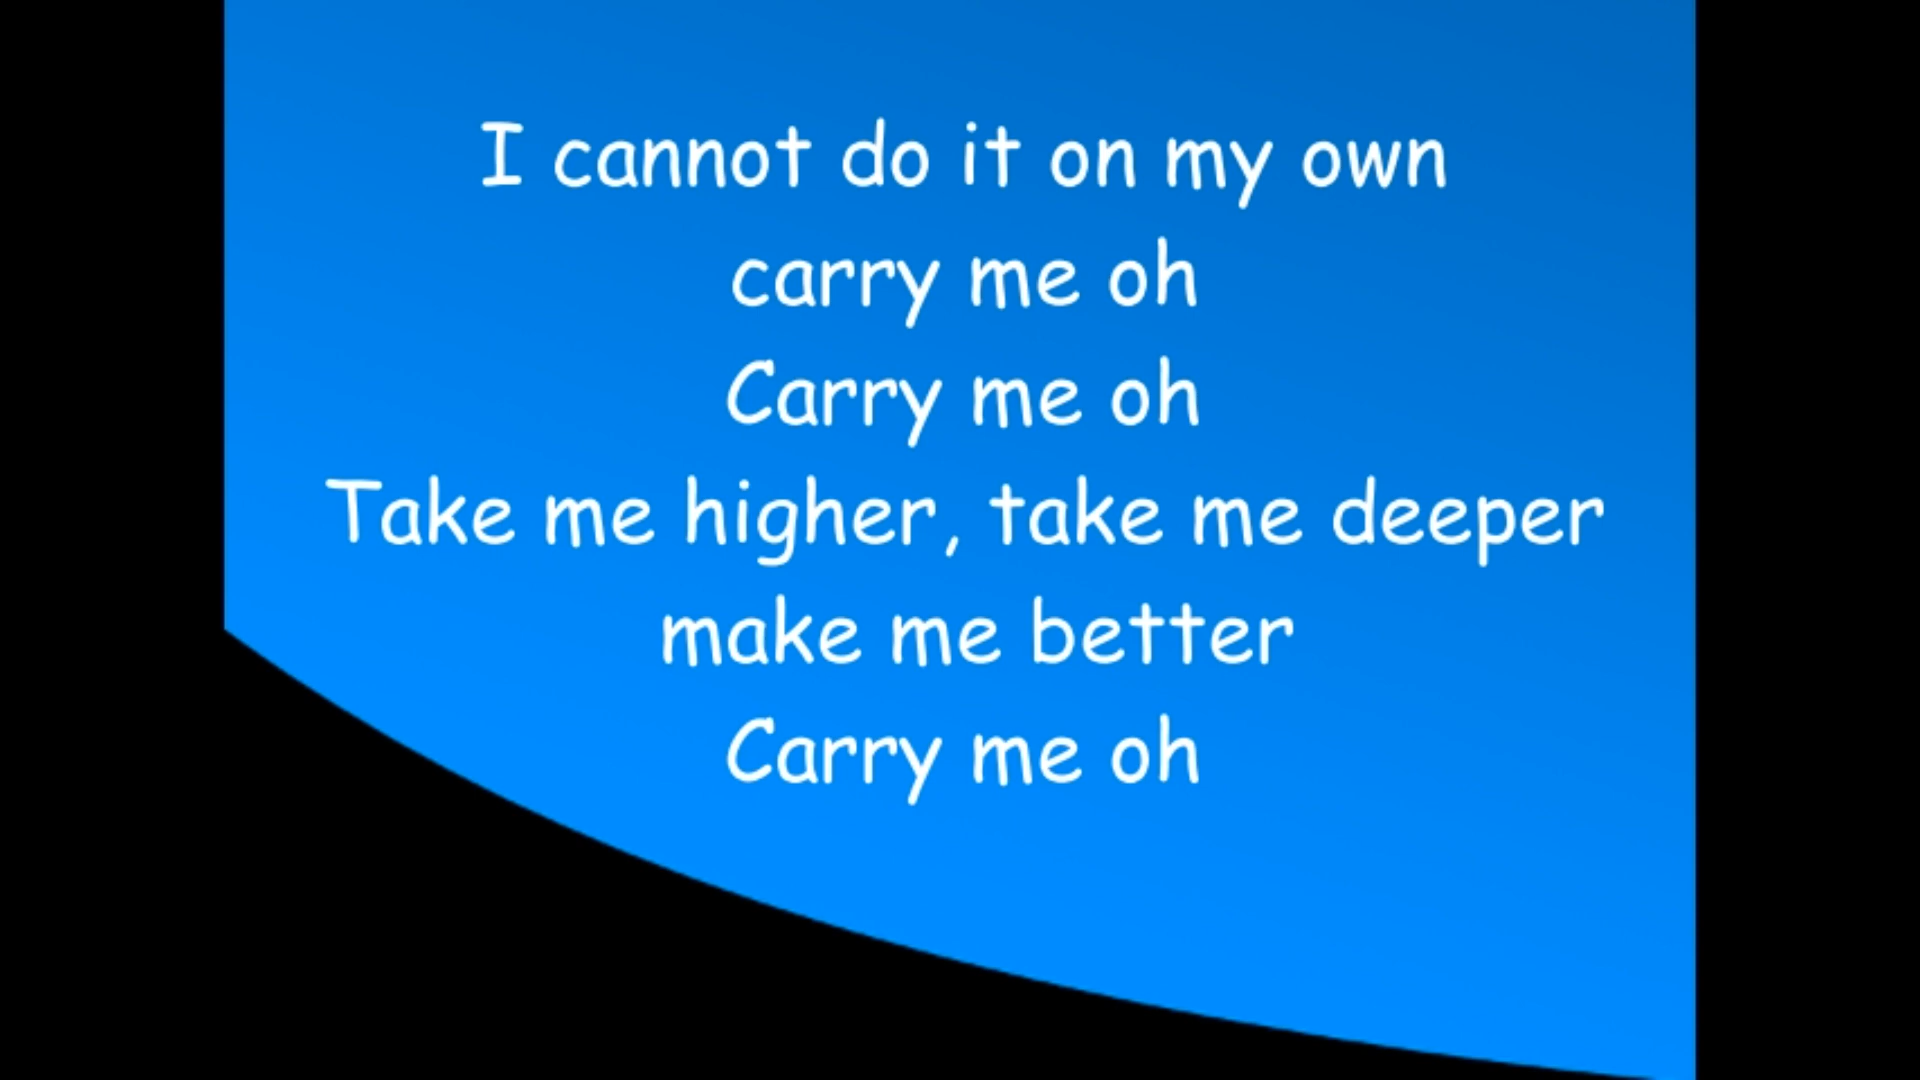 I cannot do it on my own
carry me oh
Carry me oh
Take me higher, take me deeper
make me better
Carry me oh